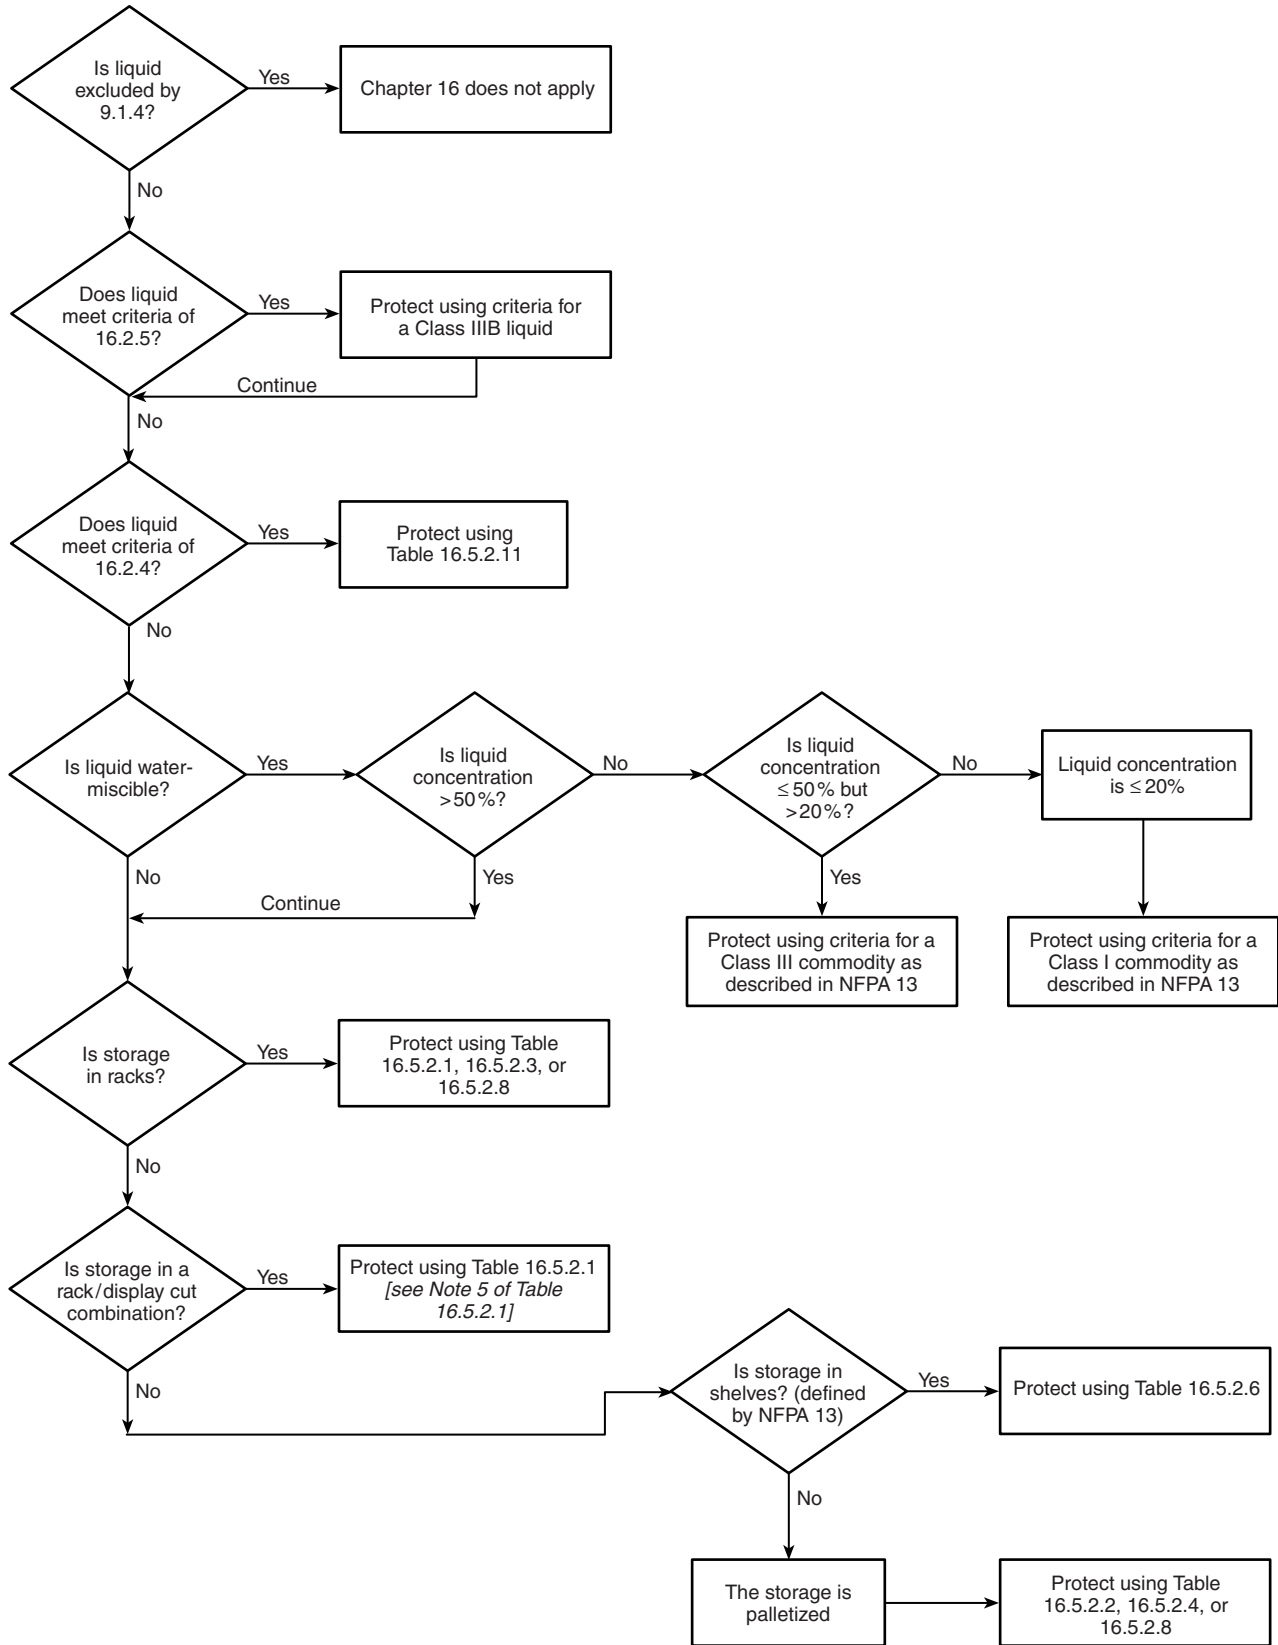 Is liquid
excluded by
9.1.4?
Yes
Chapter 16 does not apply
No
Does liquid
meet criteria of
16.2.5?
Yes
Protect using criteria for
a Class IIIB liquid
Continue
No
Does liquid
meet criteria of
16.2.4?
Yes
Protect using
Table 16.5.2.11
No
Is liquid water-
miscible?
Yes
Is liquid
concentration
>50%?
No
Is liquid
concentration
≤50% but
>20%?
No
Liquid concentration
is ≤20%
No
Yes
Yes
Continue
Protect using criteria for a
Class III commodity as
described in NFPA 13
Protect using criteria for a
Class I commodity as
described in NFPA 13
Is storage
in racks?
Yes
Protect using Table
16.5.2.1, 16.5.2.3, or
16.5.2.8
No
Is storage in a
rack/display cut
combination?
Yes
Protect using Table 16.5.2.1
[see Note 5 of Table
16.5.2.1]
No
Is storage in
shelves? (defined
by NFPA 13)
Yes
Protect using Table 16.5.2.6
No
The storage is
palletized
Protect using Table
16.5.2.2, 16.5.2.4, or
16.5.2.8